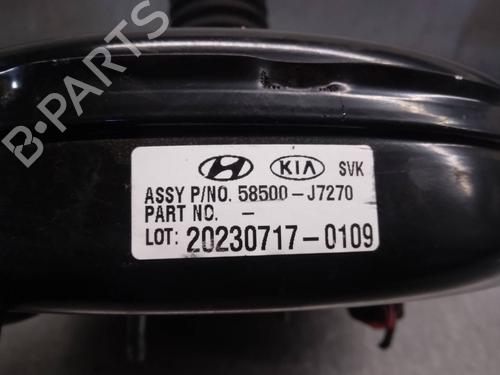 B-PARTS
KIA SVK
ASSY P/NO. 58500-J7270
PART NO. -
LOT: 20230717-0109